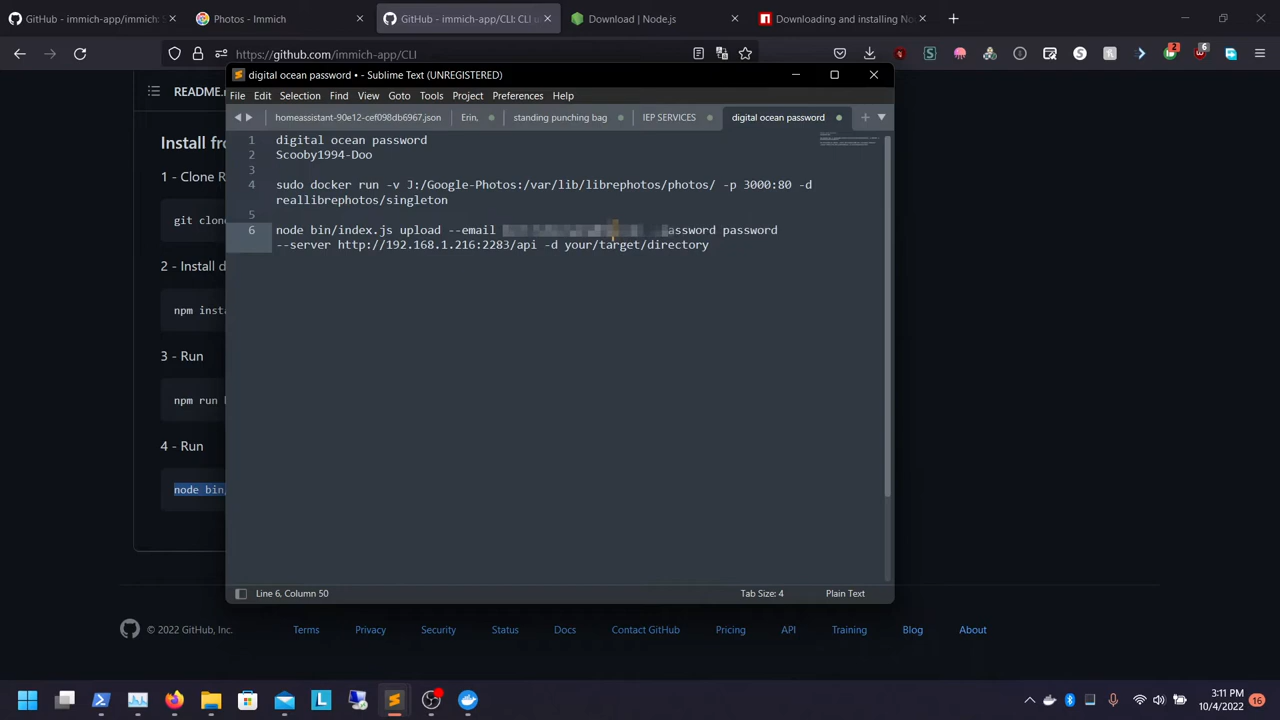 GitHub - immich-app/immich: S
Photos - Immich
GitHub - immich-app/CLI: CLI u
Download | Node.js
Downloading and installing No
https://github.com/immich-app/CLI
2
6
digital ocean password • - Sublime Text (UNREGISTERED)
File Edit Selection Find View Goto Tools Project Preferences Help
homeassistant-90e12-cef098db6967.json
Erin,
standing punching bag
IEP SERVICES
digital ocean password
README.
Install fro
1 - Clone R
git clone
2 - Install d
npm inst
3 - Run
npm run b
4 - Run
node bin
1 digital ocean password
2 Scooby1994-Doo
3
4 sudo docker run -v J:/Google-Photos:/var/lib/librephotos/photos/ -p 3000:80 -d
reallibrephotos/singleton
5
6 node bin/index.js upload --email assword password
--server http://192.168.1.216:2283/api -d your/target/directory
Line 6, Column 50
Tab Size: 4
Plain Text
© 2022 GitHub, Inc.
Terms
Privacy
Security
Status
Docs
Contact GitHub
Pricing
API
Training
Blog
About
L
3:11 PM
10/4/2022
16